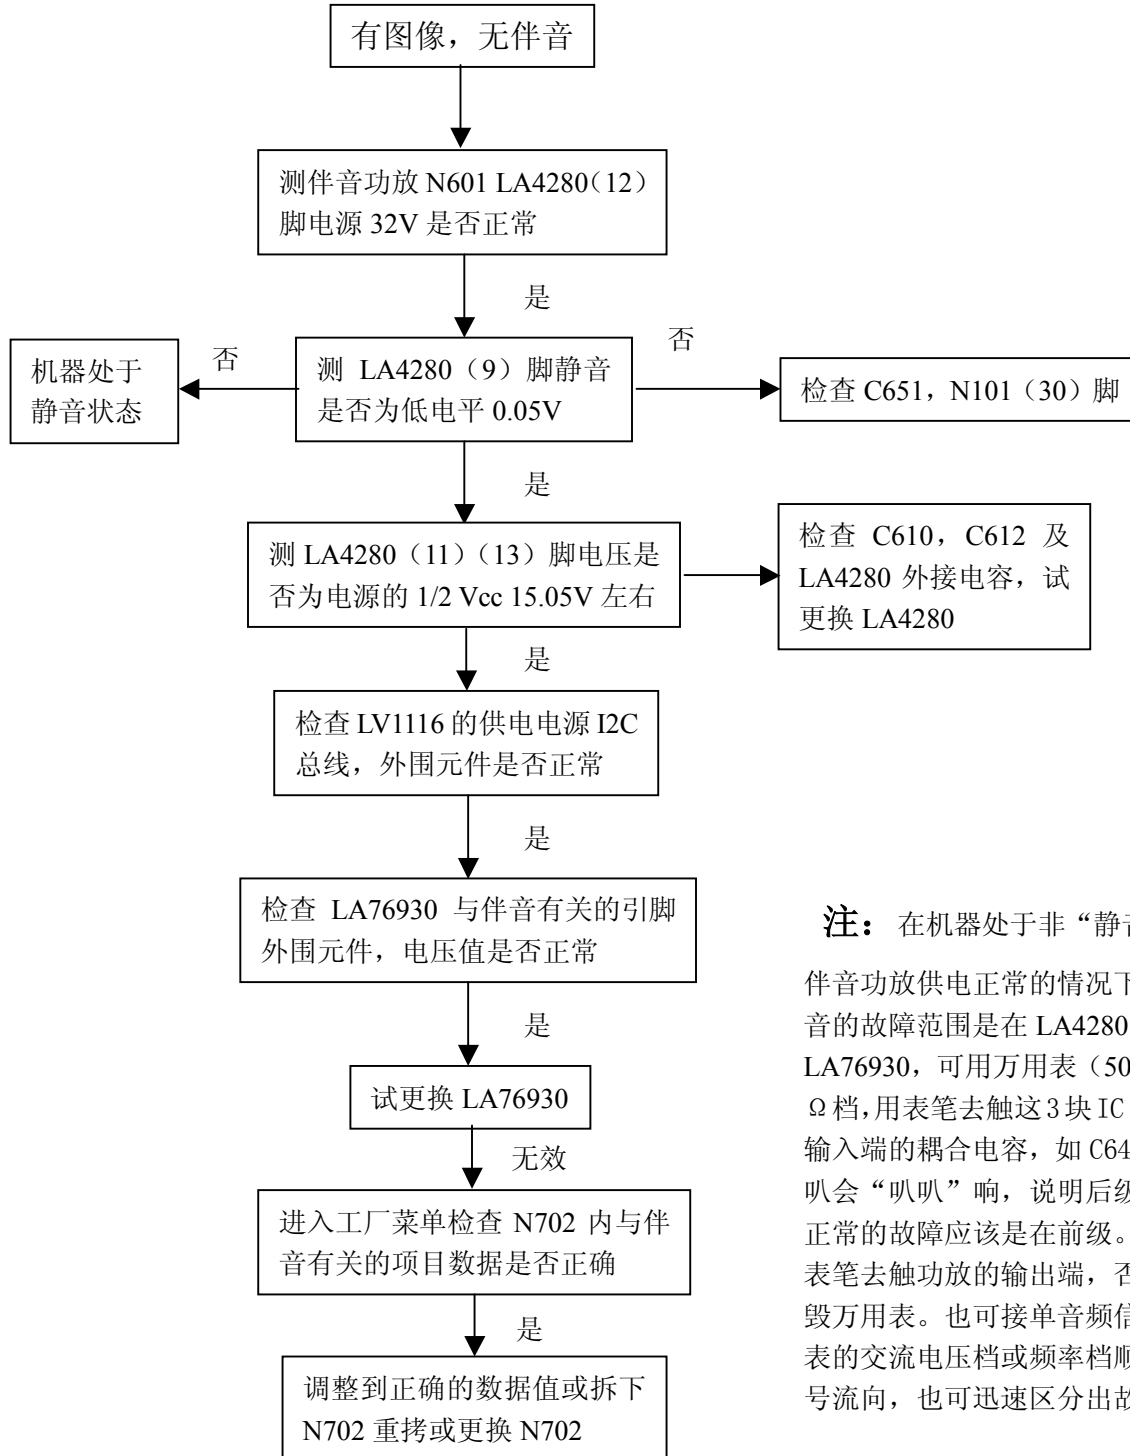 有图像，无伴音
测伴音功放 N601 LA4280（12）
脚电源 32V 是否正常
是
否
否
机器处于
静音状态
测 LA4280（9）脚静音
是否为低电平 0.05V
检查 C651，N101（30）脚
是
测 LA4280（11）（13）脚电压是
否为电源的 1/2 Vcc 15.05V 左右
检查 C610，C612 及
LA4280 外接电容，试
更换 LA4280
是
检查 LV1116 的供电电源 I2C
总线，外围元件是否正常
是
检查 LA76930 与伴音有关的引脚
外围元件，电压值是否正常
是
试更换 LA76930
无效
进入工厂菜单检查 N702 内与伴
音有关的项目数据是否正确
是
调整到正确的数据值或拆下
N702 重拷或更换 N702
注：在机器处于非“静音
伴音功放供电正常的情况下
音的故障范围是在 LA4280
LA76930，可用万用表（50
Ω档，用表笔去触这 3 块 IC
输入端的耦合电容，如 C64
叭会“叭叭”响，说明后级
正常的故障应该是在前级。
表笔去触功放的输出端，否
毁万用表。也可接单音频信
表的交流电压档或频率档顺
号流向，也可迅速区分出故